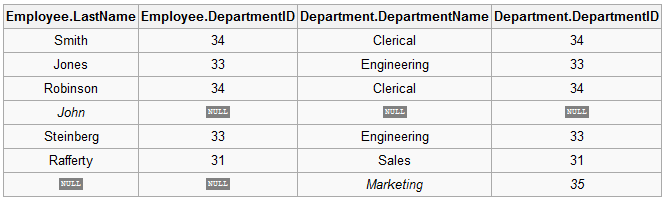 Employee.LastName Employee.DepartmentID Department.DepartmentName Department.DepartmentID
Smith 34 Clerical 34
Jones 33 Engineering 33
Robinson 34 Clerical 34
John NULL NULL NULL
Steinberg 33 Engineering 33
Rafferty 31 Sales 31
NULL NULL Marketing 35